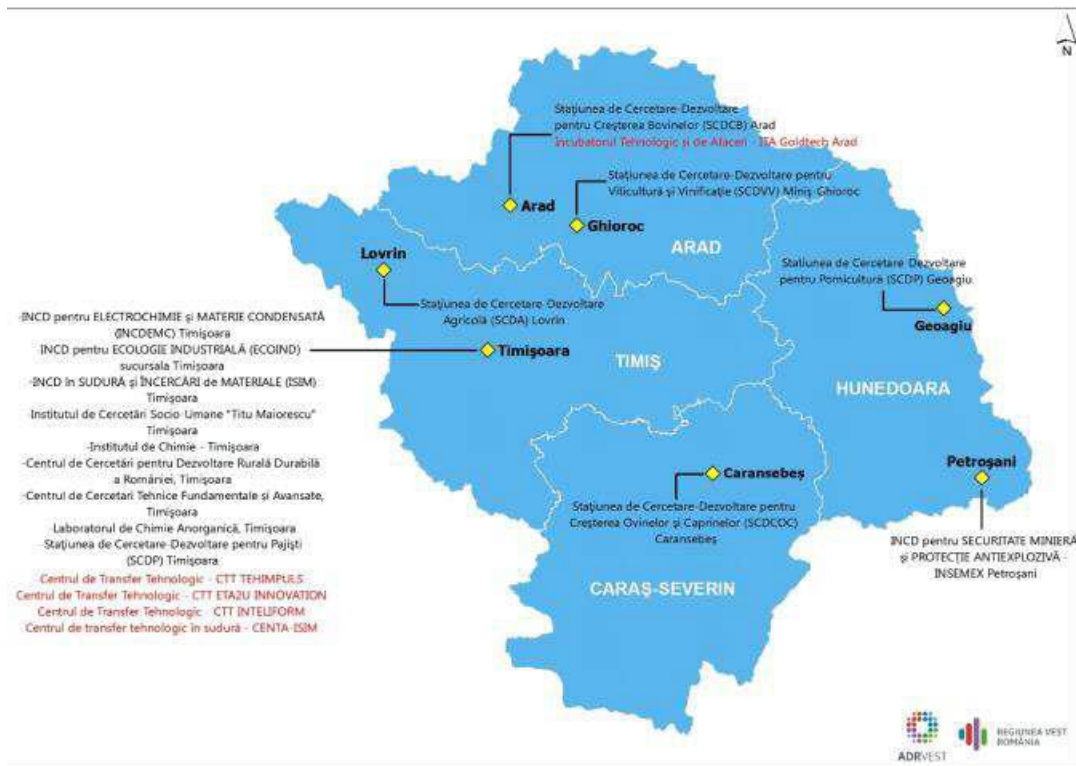 N
Stațiunea de Cercetare-Dezvoltare
pentru Creșterea Bovinelor (SCDCB) Arad
Incubatorul Tehnologic și de Afaceri - ITA Goldtech Arad
Stațiunea de Cercetare-Dezvoltare pentru
Viticultură și Vinificație (SCDVV) Miniș-Ghioroc
Arad
Ghioroc
ARAD
Lovrin
Stațiunea de Cercetare-Dezvoltare
pentru Pomicultură (SCDP) Geoagiu
Geoagiu
Stațiunea de Cercetare-Dezvoltare
Agricolă (SCDA) Lovrin
Timișoara
TIMIȘ
HUNEDOARA
-INCD pentru ELECTROCHIMIE și MATERIE CONDENSATĂ
(INCDEMC) Timișoara
INCD pentru ECOLOGIE INDUSTRIALĂ (ECOIND)
sucursala Timișoara
-INCD în SUDURĂ și ÎNCERCĂRI de MATERIALE (ISIM)
Timișoara
-Institutul de Cercetări Socio-Umane "Titu Maiorescu"
Timișoara
-Institutul de Chimie - Timișoara
-Centrul de Cercetări pentru Dezvoltare Rurală Durabilă
a României, Timișoara
-Centrul de Cercetari Tehnice Fundamentale și Avansate,
Timișoara
Laboratorul de Chimie Anorganică, Timișoara
-Stațiunea de Cercetare-Dezvoltare pentru Pajiști
(SCDP) Timișoara
Centrul de Transfer Tehnologic - CTT TEHIMPULS
Centrul de Transfer Tehnologic - CTT ETA2U INNOVATION
Centrul de Transfer Tehnologic CTT INTELIFORM
Centrul de transfer tehnologic în sudură - CENTA-ISIM
Caransebeș
Stațiunea de Cercetare-Dezvoltare pentru
Creșterea Ovinelor și Caprinelor (SCDCOC)
Caransebeș
CARAȘ-SEVERIN
Petroșani
INCD pentru SECURITATE MINIERĂ
și PROTECȚIE ANTIEXPLOZIVĂ -
INSEMEX Petroșani
ADRVEST
REGIUNEA VEST
ROMÂNIA